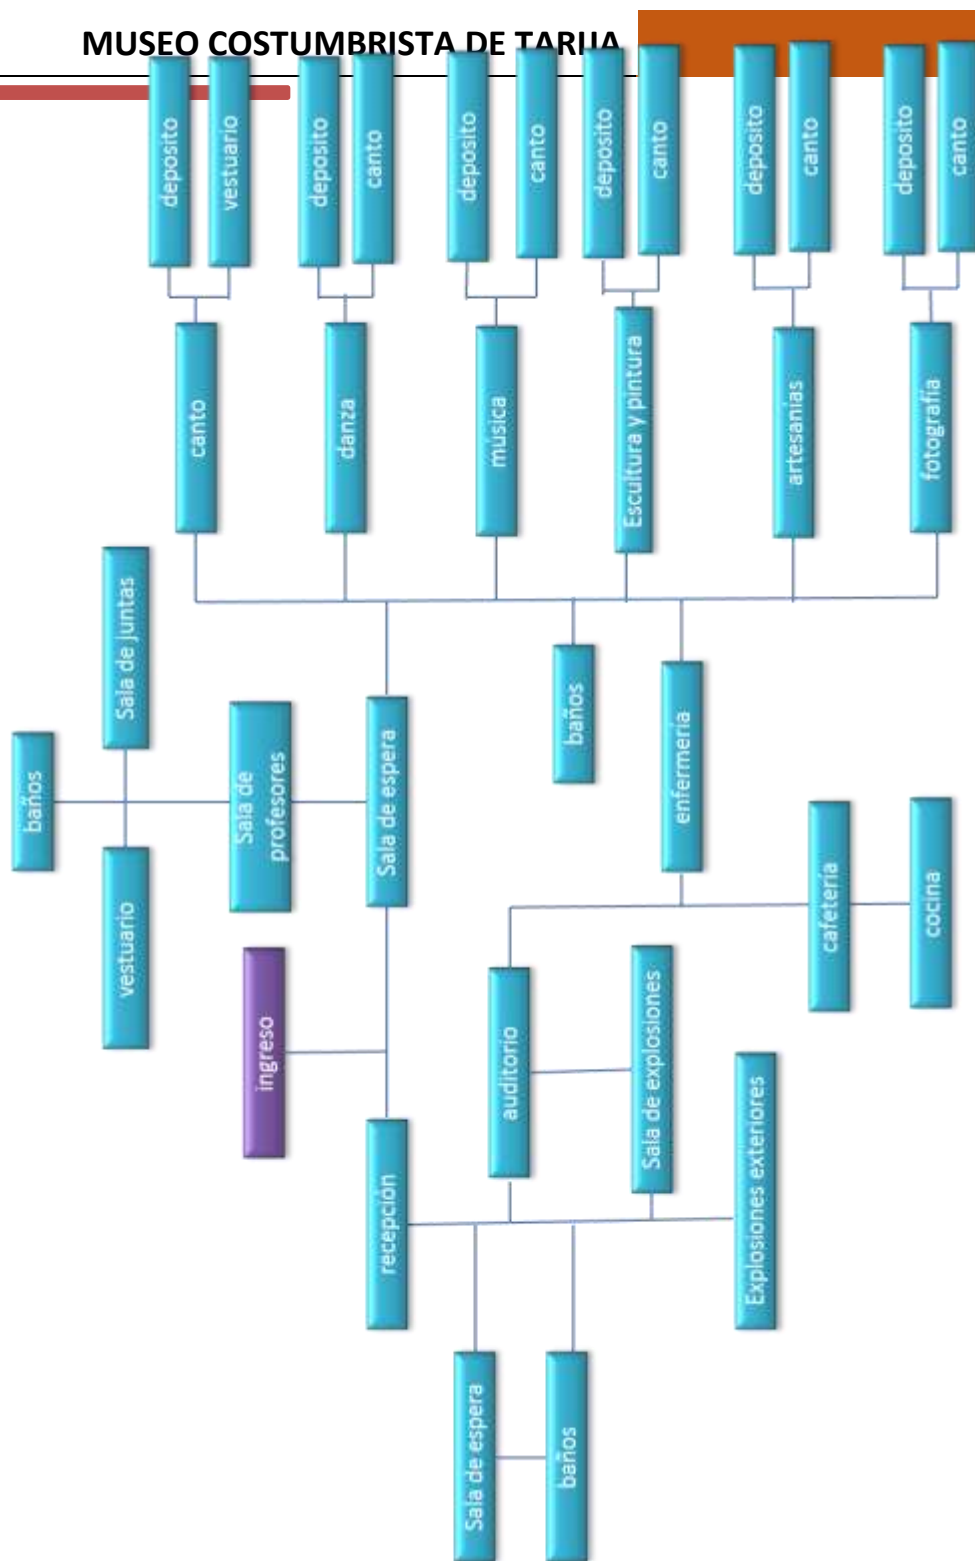 MUSEO COSTUMBRISTA DE TARIJA
deposito
vestuario
deposito
canto
deposito
canto
deposito
canto
deposito
canto
deposito
canto
canto
danza
música
Escultura y pintura
artesanías
fotografía
baños
Sala de juntas
vestuario
Sala de
profesores
Sala de espera
baños
enfermería
cafetería
cocina
ingreso
auditorio
Sala de explosiones
recepción
Explosiones exteriores
Sala de espera
baños